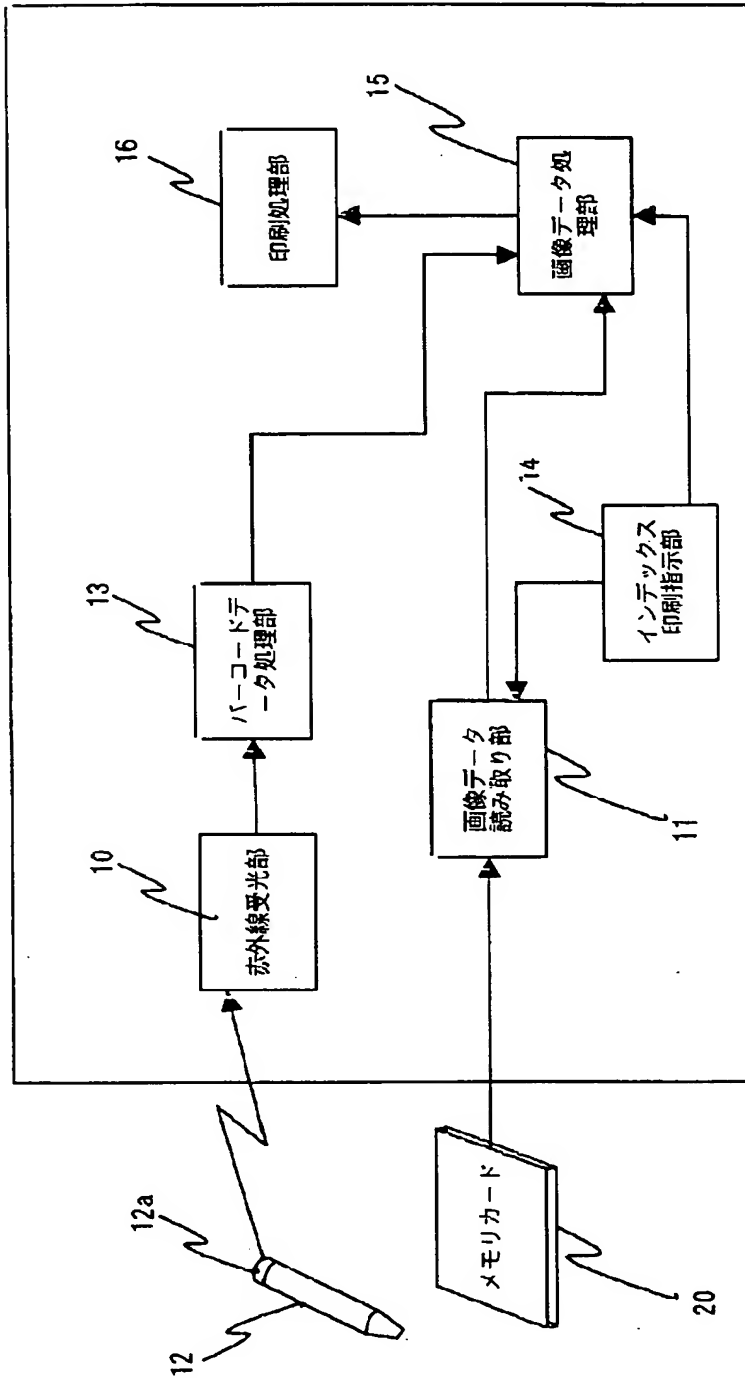 12
12a
メモリカード
20
10
赤外線受光部
13
バーコードデ
ータ処理部
画像データ
読み取り部
11
14
インデックス
印刷指示部
16
印刷処理部
15
画像データ処
理部